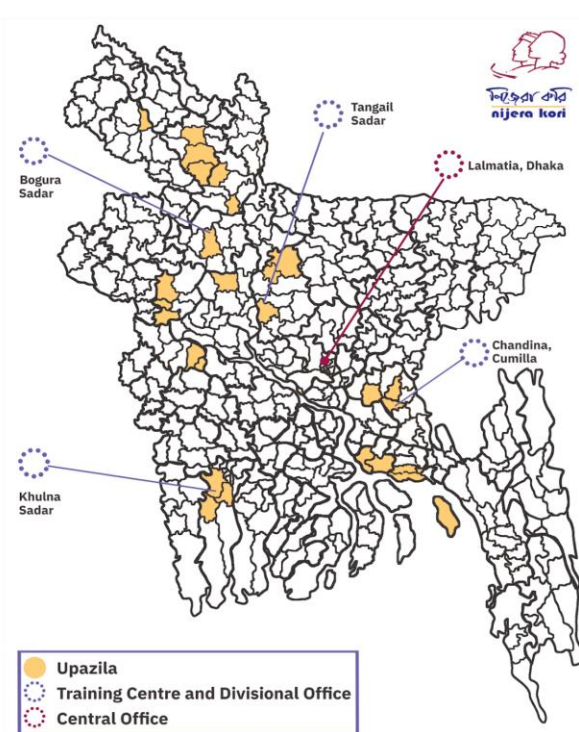 নিজেরা করি
nijera kori
Tangail
Sadar
Lalmatia, Dhaka
Bogura
Sadar
Chandina,
Cumilla
Khulna
Sadar
Upazila
Training Centre and Divisional Office
Central Office